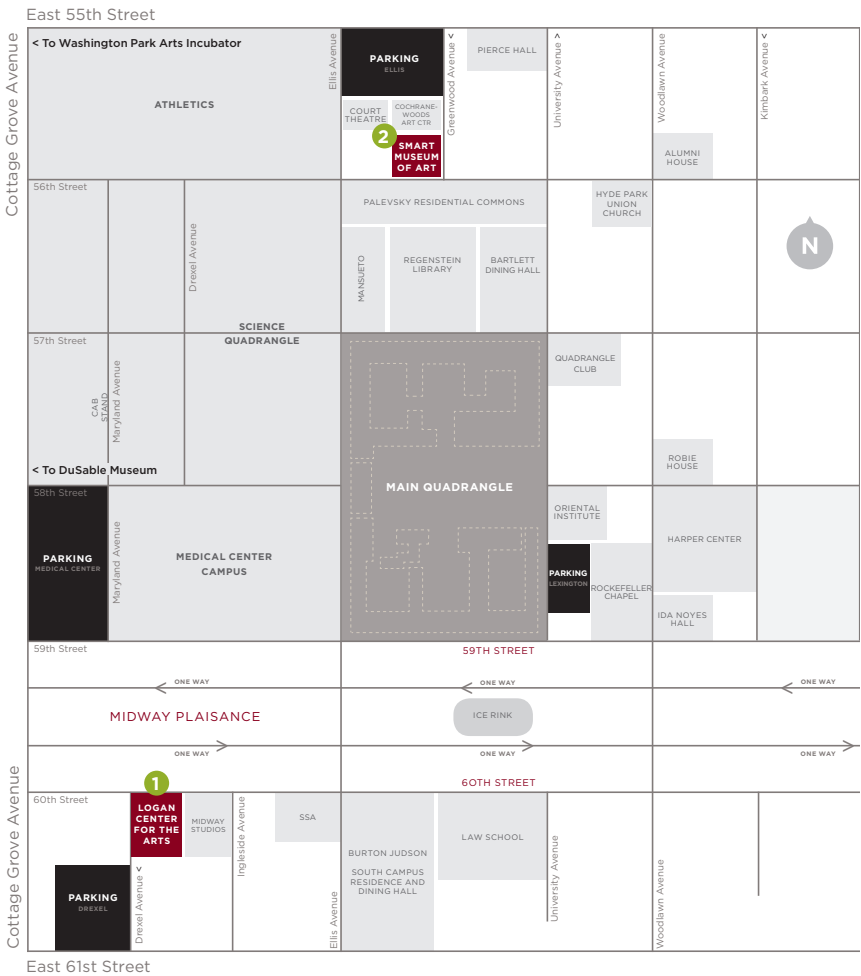 East 55th Street
Cottage Grove Avenue
< To Washington Park Arts Incubator
ATHLETICS
Ellis Avenue
PARKING
ELLIS
Greenwood Avenue <
PIERCE HALL
University Avenue <
Woodlawn Avenue
Kimbark Avenue <
COURT
THEATRE
COCHRANE-
WOODS
ART CTR
2
SMART
MUSEUM
OF ART
ALUMNI
HOUSE
56th Street
Drexel Avenue
PALEVSKY RESIDENTIAL COMMONS
HYDE PARK
UNION
CHURCH
N
MANSUETO
REGENSTEIN
LIBRARY
BARTLETT
DINING HALL
SCIENCE
QUADRANGLE
57th Street
CAB
STAND
Maryland Avenue
QUADRANGLE
CLUB
ROBIE
HOUSE
< To DuSable Museum
MAIN QUADRANGLE
58th Street
PARKING
MEDICAL CENTER
Maryland Avenue
MEDICAL CENTER
CAMPUS
ORIENTAL
INSTITUTE
HARPER CENTER
PARKING
LEXINGTON
ROCKEFELLER
CHAPEL
IDA NOYES
HALL
59th Street
59TH STREET
ONE WAY
ONE WAY
ONE WAY
MIDWAY PLAISANCE
ICE RINK
ONE WAY
ONE WAY
ONE WAY
60TH STREET
Cottage Grove Avenue
60th Street
1
LOGAN
CENTER
FOR THE
ARTS
MIDWAY
STUDIOS
Ingleside Avenue
SSA
BURTON JUDSON
SOUTH CAMPUS
RESIDENCE AND
DINING HALL
LAW SCHOOL
PARKING
DREXEL
Drexel Avenue <
Ellis Avenue
University Avenue
Woodlawn Avenue
East 61st Street